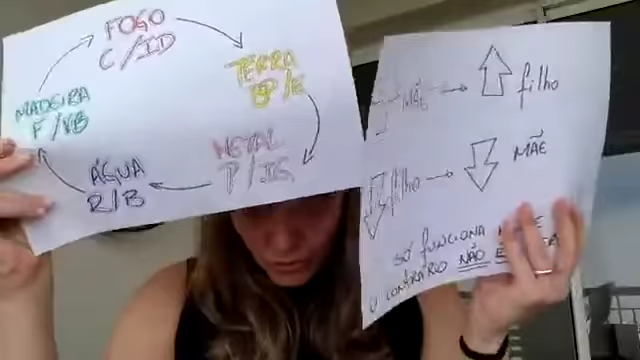 FOGO
C/ID
TERRA
BP/E
METAL
P/IG
ÁGUA
R/B
MADEIRA
F/VB
MÃE
filho
filho
MÃE
SÓ FUNCIONA
O CONTRÁRIO NÃO